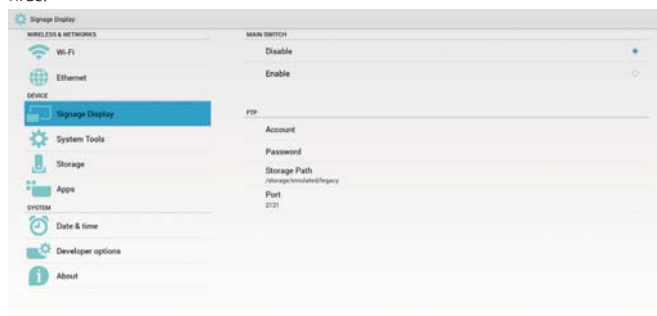 Signage Display
WIRELESS & NETWORKS
Wi-Fi
Ethernet
DEVICE
Signage Display
System Tools
Storage
Apps
SYSTEM
Date & time
Developer options
About
MAIN SWITCH
Disable
Enable
FTP
Account
Password
Storage Path
/storage/emulated/legacy
Port
2121